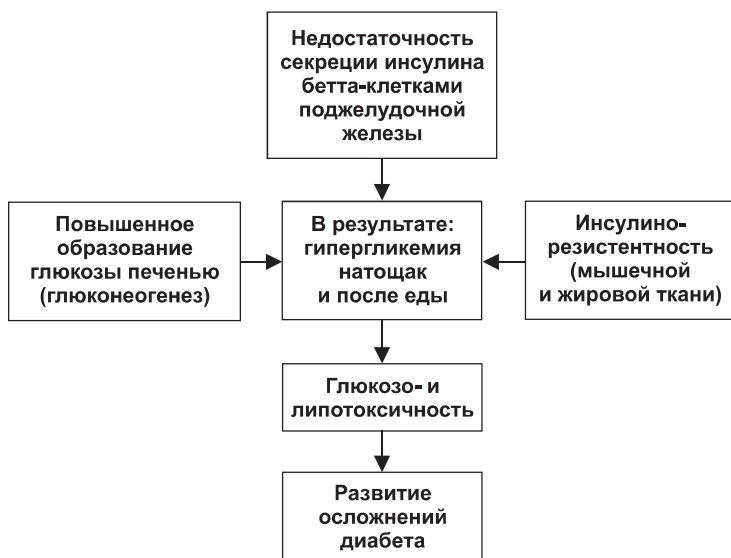 Недостаточность
секреции инсулина
бетта-клетками
поджелудочной
железы
Повышенное
образование
глюкозы печенью
(глюконеогенез)
В результате:
гипергликемия
натощак
и после еды
Инсулино-
резистентность
(мышечной
и жировой ткани)
Глюкозо- и
липотоксичность
Развитие
осложнений
диабета